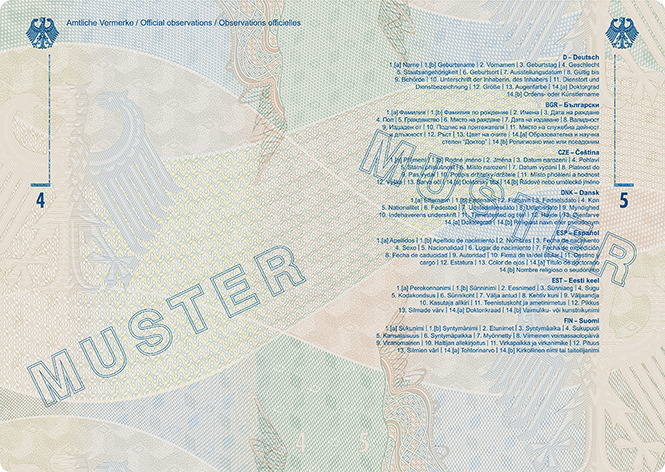 Amtliche Vermerke / Official observations / Observations officielles
4
MUSTER
D – Deutsch
1.[a] Name | 1.[b] Geburtename | 2. Vornamen | 3. Geburtstag | 4. Geschlecht
5. Staatsangehörigkeit | 6. Geburtsort | 7. Ausstellungsdatum | 8. Gültig bis
9. Behörde | 10. Unterschrift der Inhaberin, des Inhabers | 11. Dienstort und
Dienstbezeichnung | 12. Größe | 13. Augenfarbe | 14.[a] Doktorgrad
14.[b] Ordens- oder Künstlername
BGR – Български
1.[a] Фамилия | 1.[b] Фамилия по рождение | 2. Имена | 3. Дата на раждане
4. Пол | 5. Гражданство | 6. Място на раждане | 7. Дата на издаване | 8. Валидност
9. Издаден от | 10. Подпис на притежателя | 11. Място на служебна дейност
и длъжност | 12. Ръст | 13. Цвят на очите | 14.[a] Образователна и научна
степен "Доктор" | 14.[b] Религиозно име или псевдоним
CZE – Čeština
1.[a] Příjmení | 1.[b] Rodné jméno | 2. Jména | 3. Datum narození | 4. Pohlaví
5. Státní příslušnost | 6. Místo narození | 7. Datum vydání | 8. Platnost do
9. Pas vydal | 10. Podpis držitelky/držitele | 11. Místo přidělení a hodnost
12. Výška | 13. Barva očí | 14.[a] Doktorský titul | 14.[b] Řádové nebo umělecké jméno
DNK – Dansk
1.[a] Efternavn | 1.[b] Fødenavn | 2. Fornavn | 3. Fødselsdato | 4. Køn
5. Nationalitet | 6. Fødested | 7. Udstedelsesdato | 8. Udløbsdato | 9. Myndighed
10. Indehaverens underskrift | 11. Tjenestested og titel | 12. Højde | 13. Øjenfarve
14.[a] Doktorgrad | 14.[b] Religiøst navn eller pseudonym
ESP – Español
1.[a] Apellidos | 1.[b] Apellido de nacimiento | 2. Nombres | 3. Fecha de nacimiento
4. Sexo | 5. Nacionalidad | 6. Lugar de nacimiento | 7. Fecha de expedición
8. Fecha de caducidad | 9. Autoridad | 10. Firma de la/del titular | 11. Destino y
cargo | 12. Estatura | 13. Color de ojos | 14.[a] Título de doctorado
14.[b] Nombre religioso o seudónimo
EST – Eesti keel
1.[a] Perekonnanimi | 1.[b] Sünninimi | 2. Eesnimed | 3. Sünniaeg | 4. Sugu
5. Kodakondsus | 6. Sünnikoht | 7. Välja antud | 8. Kehtiv kuni | 9. Väljaandja
10. Kasutaja allkiri | 11. Teenistuskoht ja ametinimetus | 12. Pikkus
13. Silmade värv | 14.[a] Doktorikraad | 14.[b] Vaimuliku- või kunstnikunimi
FIN – Suomi
1.[a] Sukunimi | 1.[b] Syntymänimi | 2. Etunimet | 3. Syntymäaika | 4. Sukupuoli
5. Kansalaisuus | 6. Syntymäpaikka | 7. Myönnetty | 8. Viimeinen voimassaolopäivä
9. Viranomainen | 10. Haltijan allekirjoitus | 11. Virkapaikka ja virkanimike | 12. Pituus
13. Silmien väri | 14.[a] Tohtorinarvo | 14.[b] Kirkollinen nimi tai taiteilijanimi
5
MUSTER
4
5